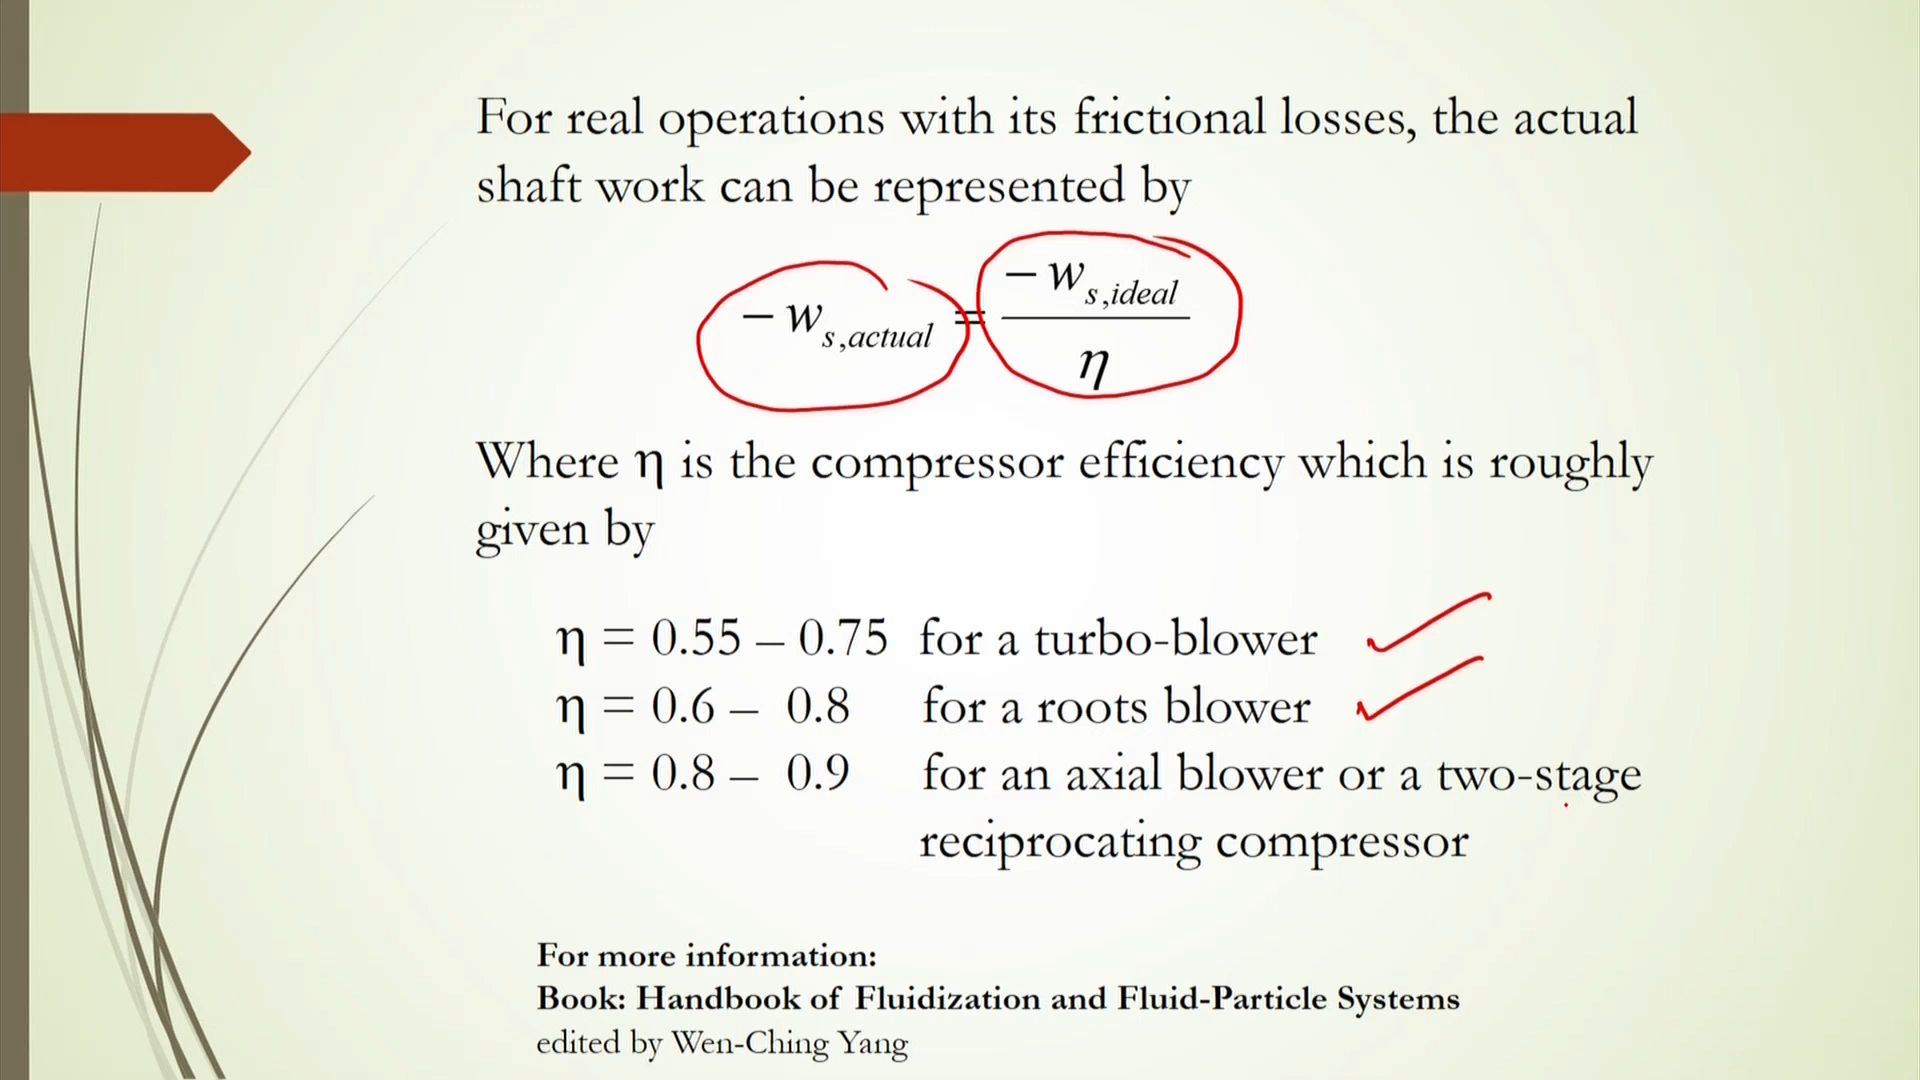 For real operations with its frictional losses, the actual
shaft work can be represented by
− w s,actual = − w s,ideal / η
Where η is the compressor efficiency which is roughly
given by
η = 0.55 – 0.75 for a turbo-blower
η = 0.6 – 0.8 for a roots blower
η = 0.8 – 0.9 for an axial blower or a two-stage
reciprocating compressor
For more information:
Book: Handbook of Fluidization and Fluid-Particle Systems
edited by Wen-Ching Yang